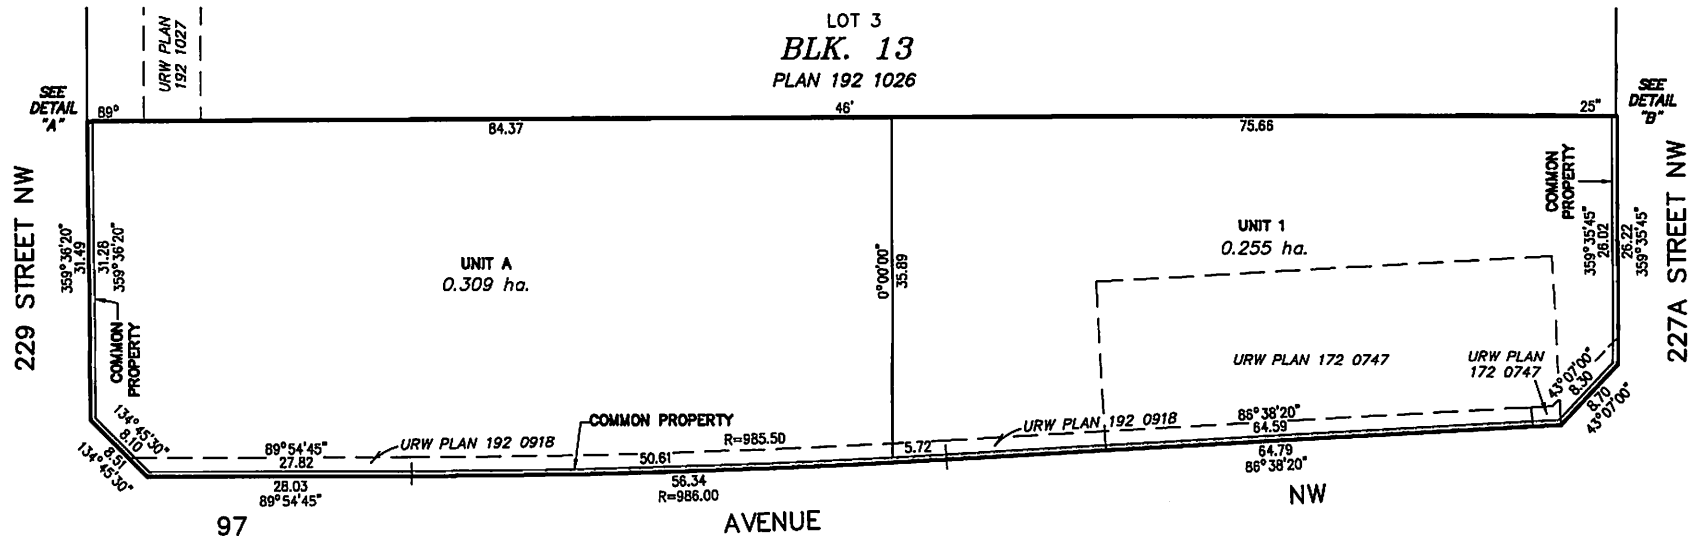 LOT 3
BLK. 13
PLAN 192 1026
URW PLAN
192 1027
SEE
DETAIL
"A"
89°
46'
25"
SEE
DETAIL
"B"
84.37
75.66
229 STREET NW
359°36'20"
31.49
31.28
359°36'20"
COMMON
PROPERTY
UNIT A
0.309 ha.
0°00'00"
35.89
UNIT 1
0.255 ha.
COMMON
PROPERTY
359°35'45"
26.02
26.22
359°35'45"
227A STREET NW
URW PLAN 172 0747
URW PLAN
172 0747
43°07'00"
8.30
8.70
43°07'00"
134°45'30"
8.10
8.51
134°45'30"
89°54'45"
27.82
URW PLAN 192 0918
COMMON PROPERTY
R=985.50
50.61
5.72
URW PLAN 192 0918
86°38'20"
64.59
64.79
86°38'20"
28.03
89°54'45"
56.34
R=986.00
97
AVENUE
NW